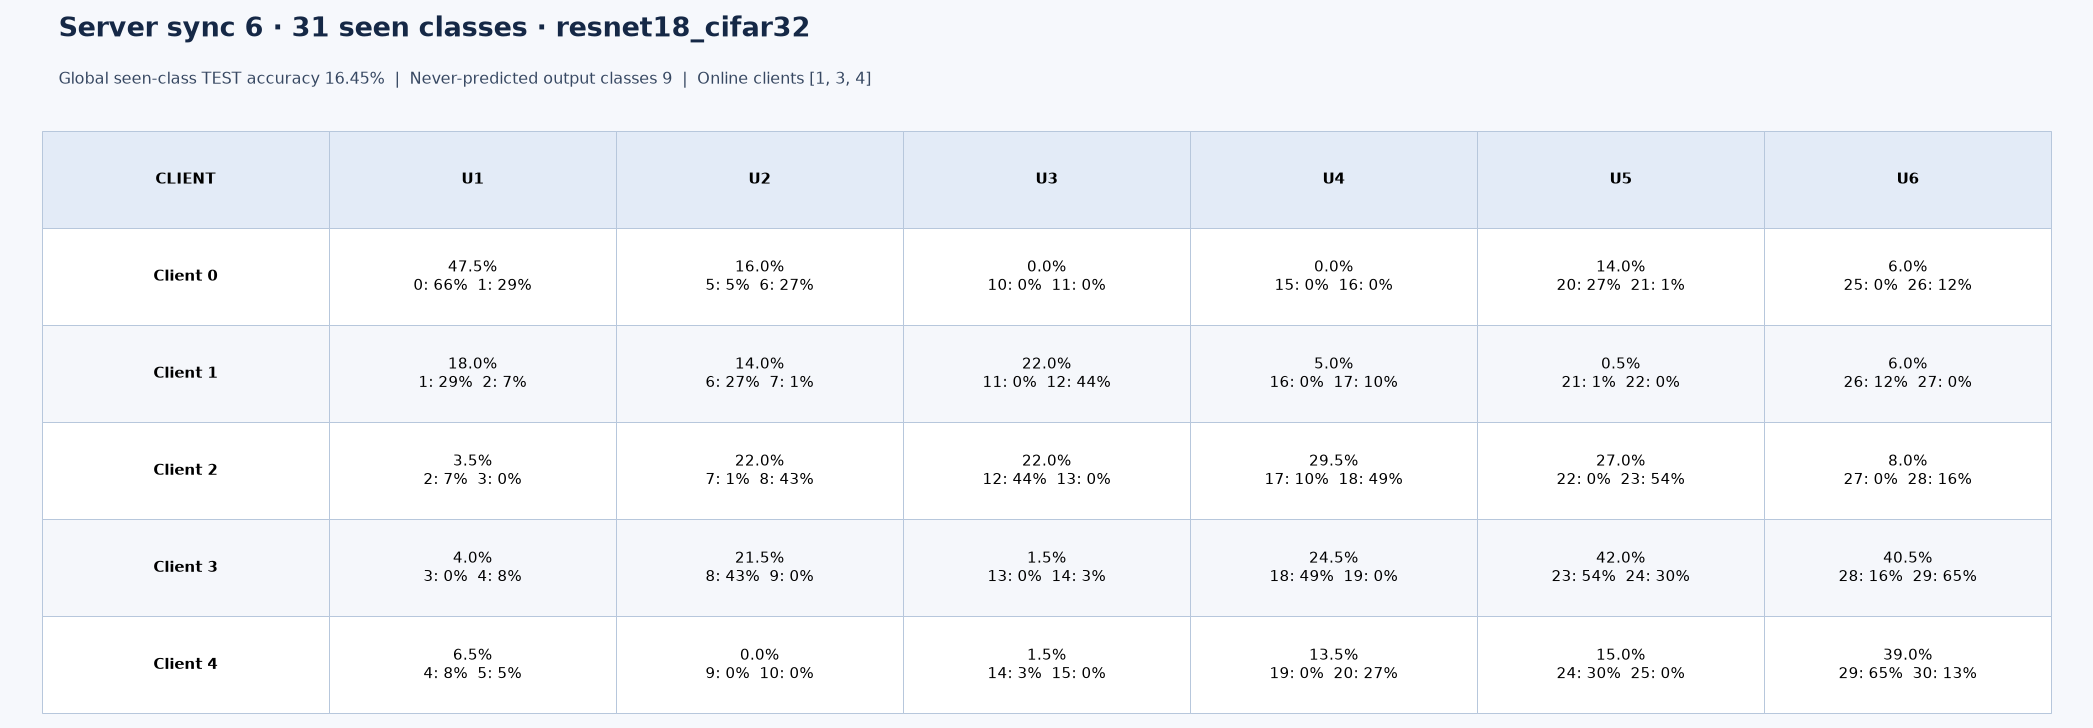 Server sync 6 · 31 seen classes · resnet18_cifar32
Global seen-class TEST accuracy 16.45%  |  Never-predicted output classes 9  |  Online clients [1, 3, 4]
CLIENT U1 U2 U3 U4 U5 U6
Client 0
47.5%
0: 66%  1: 29%
16.0%
5: 5%  6: 27%
0.0%
10: 0%  11: 0%
0.0%
15: 0%  16: 0%
14.0%
20: 27%  21: 1%
6.0%
25: 0%  26: 12%
Client 1
18.0%
1: 29%  2: 7%
14.0%
6: 27%  7: 1%
22.0%
11: 0%  12: 44%
5.0%
16: 0%  17: 10%
0.5%
21: 1%  22: 0%
6.0%
26: 12%  27: 0%
Client 2
3.5%
2: 7%  3: 0%
22.0%
7: 1%  8: 43%
22.0%
12: 44%  13: 0%
29.5%
17: 10%  18: 49%
27.0%
22: 0%  23: 54%
8.0%
27: 0%  28: 16%
Client 3
4.0%
3: 0%  4: 8%
21.5%
8: 43%  9: 0%
1.5%
13: 0%  14: 3%
24.5%
18: 49%  19: 0%
42.0%
23: 54%  24: 30%
40.5%
28: 16%  29: 65%
Client 4
6.5%
4: 8%  5: 5%
0.0%
9: 0%  10: 0%
1.5%
14: 3%  15: 0%
13.5%
19: 0%  20: 27%
15.0%
24: 30%  25: 0%
39.0%
29: 65%  30: 13%